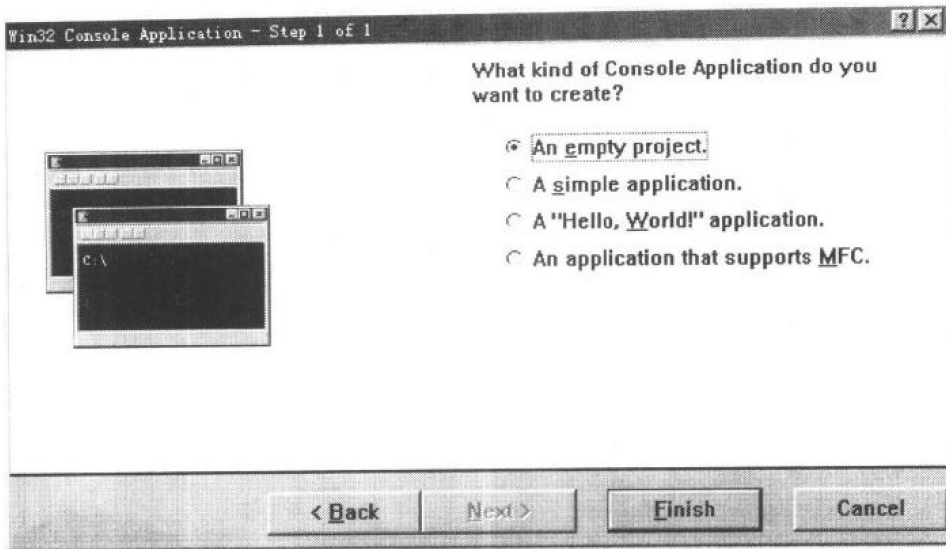 Win32 Console Application - Step 1 of 1
What kind of Console Application do you
want to create?
An empty project.
A simple application.
A "Hello, World!" application.
An application that supports MFC.
C:\
< Back
Next >
Finish
Cancel